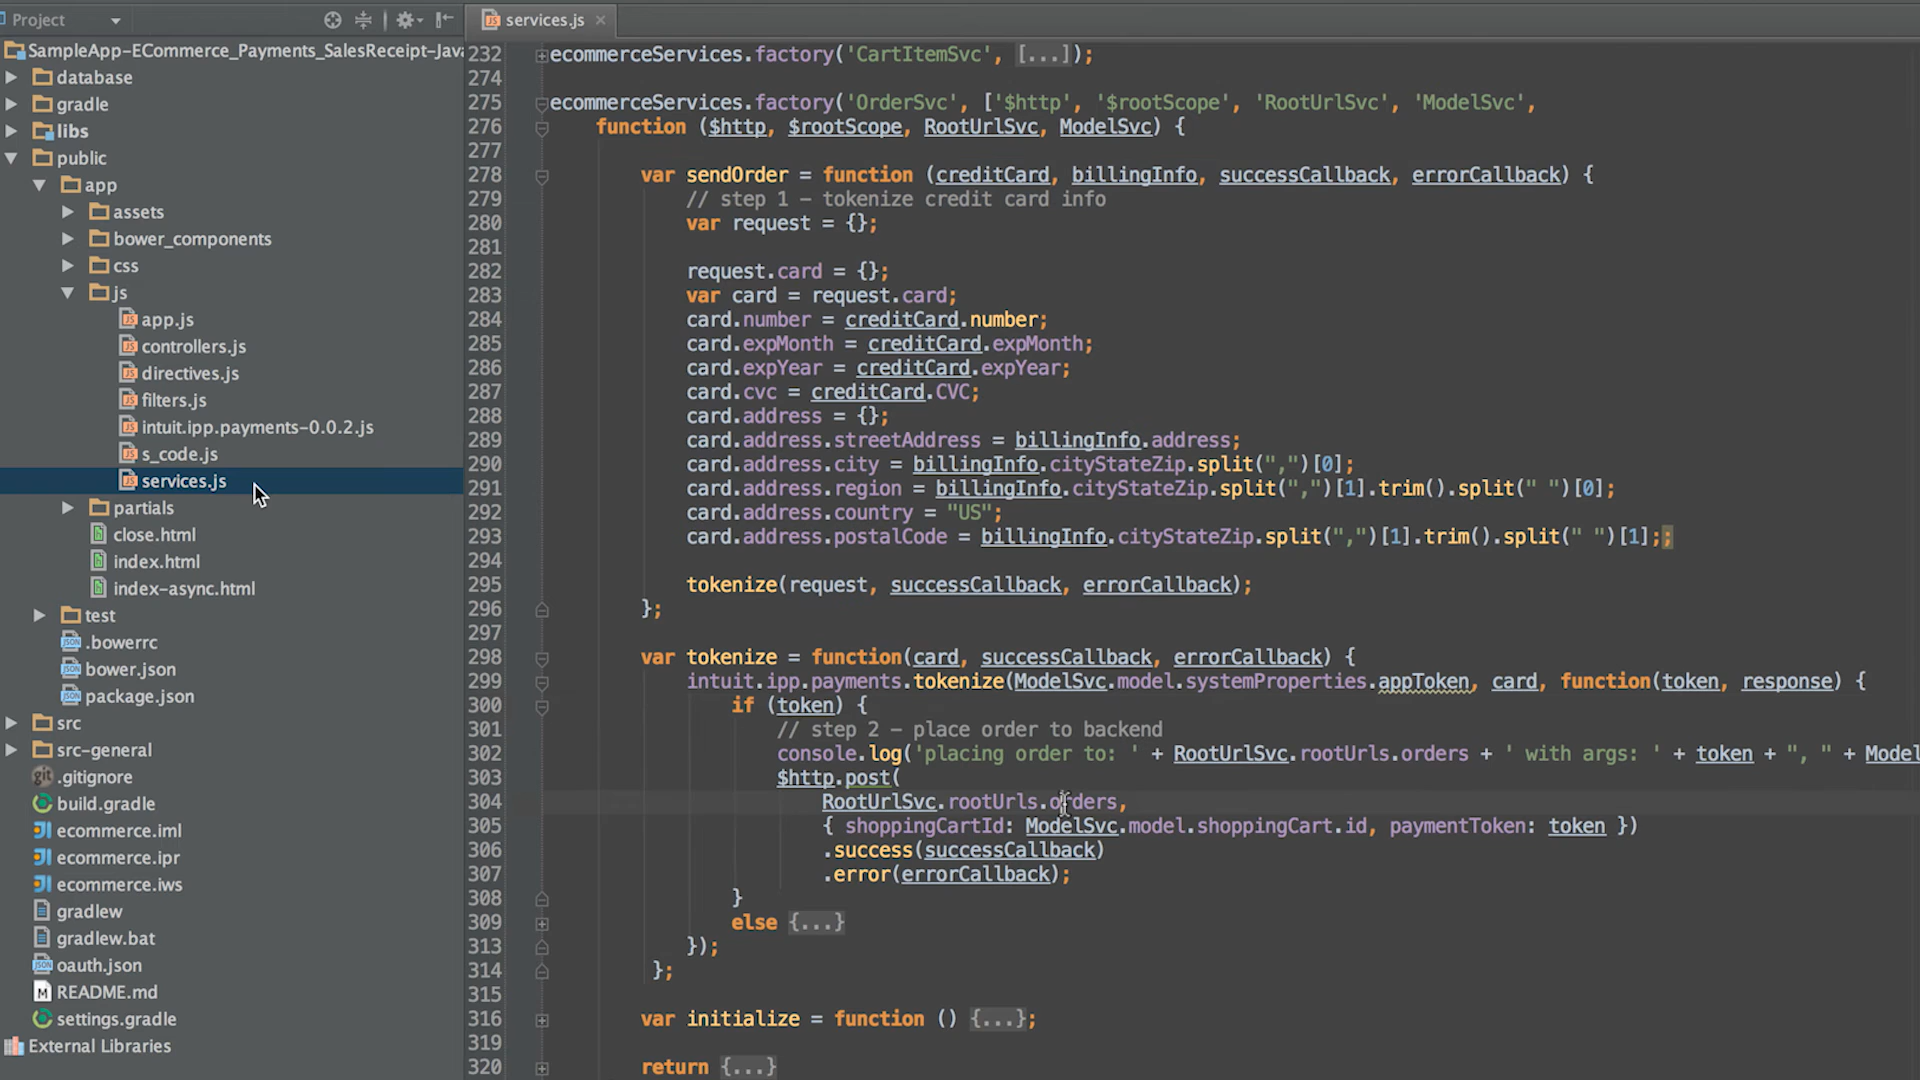 Project
SampleApp-ECommerce_Payments_SalesReceipt-Java
database
gradle
libs
public
app
assets
bower_components
css
js
app.js
controllers.js
directives.js
filters.js
intuit.ipp.payments-0.0.2.js
s_code.js
services.js
partials
close.html
index.html
index-async.html
test
.bowerrc
bower.json
package.json
src
src-general
.gitignore
build.gradle
ecommerce.iml
ecommerce.ipr
ecommerce.iws
gradlew
gradlew.bat
oauth.json
README.md
settings.gradle
External Libraries
services.js
232 ecommerceServices.factory('CartItemSvc', [...]);
274
275 ecommerceServices.factory('OrderSvc', ['$http', '$rootScope', 'RootUrlSvc', 'ModelSvc',
276 function ($http, $rootScope, RootUrlSvc, ModelSvc) {
277
278 var sendOrder = function (creditCard, billingInfo, successCallback, errorCallback) {
279 // step 1 – tokenize credit card info
280 var request = {};
281
282 request.card = {};
283 var card = request.card;
284 card.number = creditCard.number;
285 card.expMonth = creditCard.expMonth;
286 card.expYear = creditCard.expYear;
287 card.cvc = creditCard.CVC;
288 card.address = {};
289 card.address.streetAddress = billingInfo.address;
290 card.address.city = billingInfo.cityStateZip.split(",")[0];
291 card.address.region = billingInfo.cityStateZip.split(",")[1].trim().split(" ")[0];
292 card.address.country = "US";
293 card.address.postalCode = billingInfo.cityStateZip.split(",")[1].trim().split(" ")[1];;
294
295 tokenize(request, successCallback, errorCallback);
296 };
297
298 var tokenize = function(card, successCallback, errorCallback) {
299 intuit.ipp.payments.tokenize(ModelSvc.model.systemProperties.appToken, card, function(token, response) {
300 if (token) {
301 // step 2 – place order to backend
302 console.log('placing order to: ' + RootUrlSvc.rootUrls.orders + ' with args: ' + token + ", " + Model
303 $http.post(
304 RootUrlSvc.rootUrls.orders,
305 { shoppingCartId: ModelSvc.model.shoppingCart.id, paymentToken: token })
306 .success(successCallback)
307 .error(errorCallback);
308 }
309 else {...}
313 });
314 };
315
316 var initialize = function () {...};
319
320 return {...}